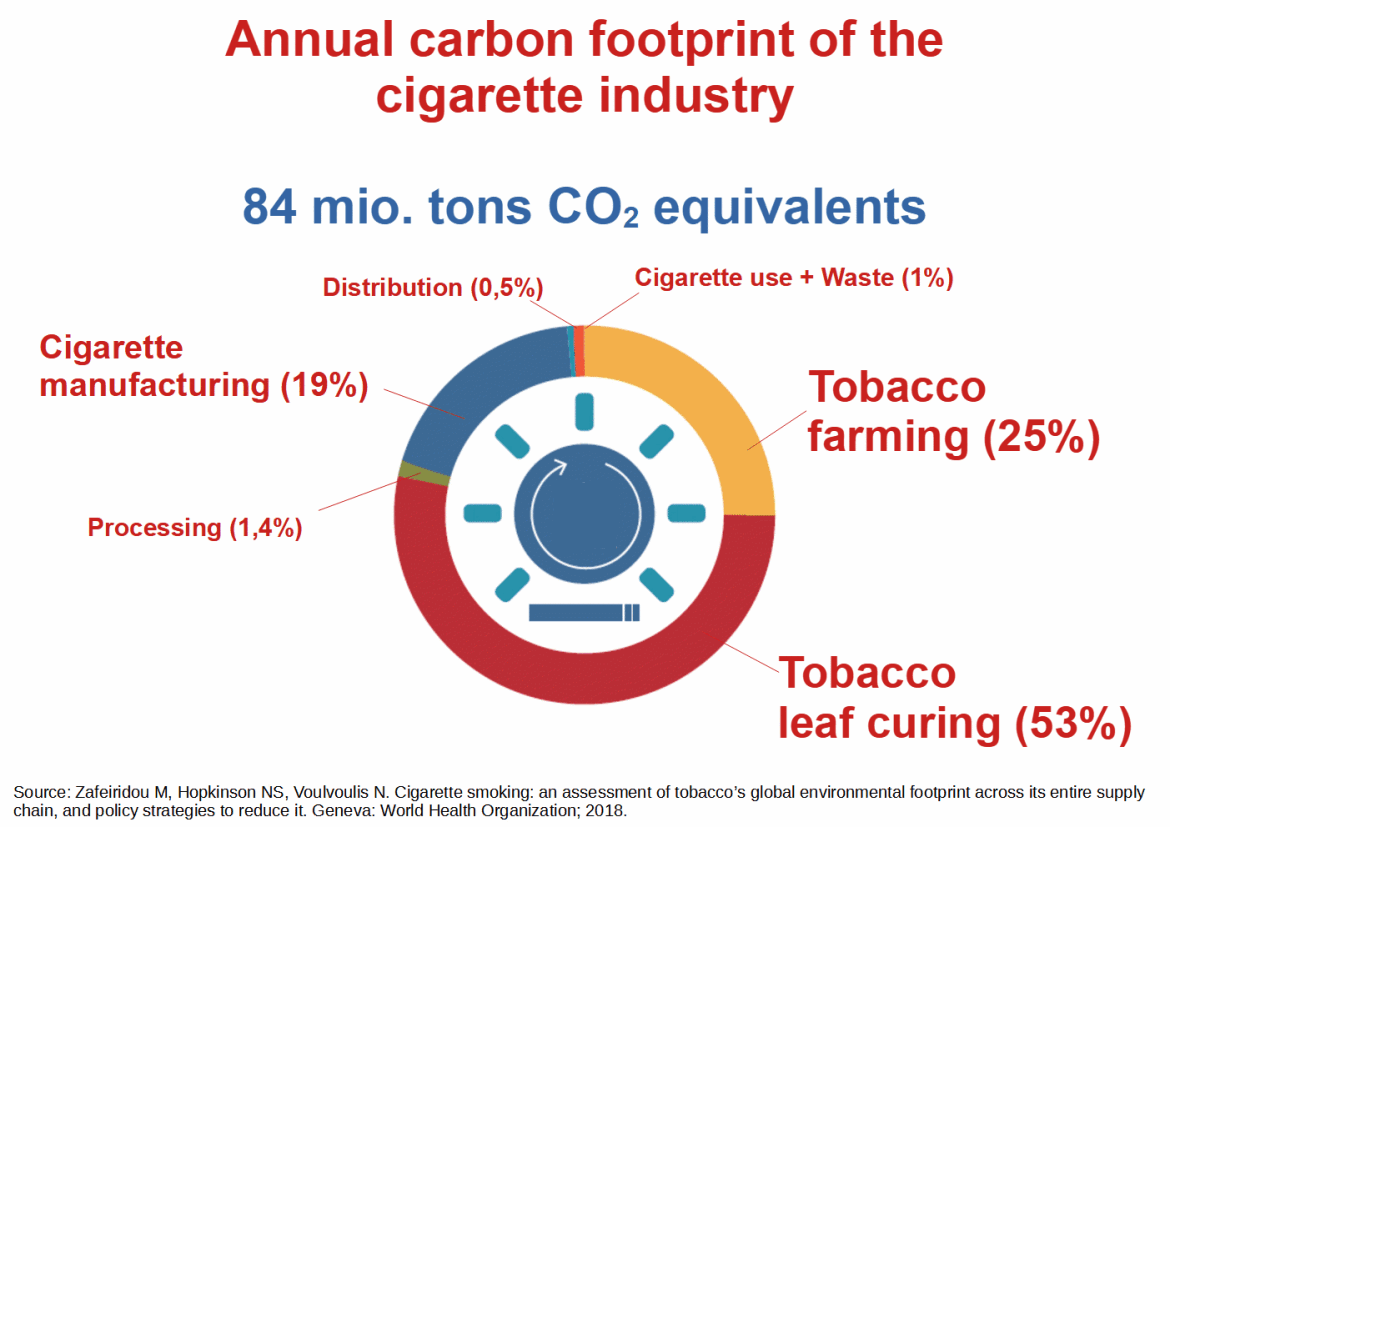 Annual carbon footprint of the
cigarette industry
84 mio. tons CO₂ equivalents
Distribution (0,5%)
Cigarette use + Waste (1%)
Cigarette
manufacturing (19%)
Tobacco
farming (25%)
Processing (1,4%)
Tobacco
leaf curing (53%)
Source: Zafeiridou M, Hopkinson NS, Voulvoulis N. Cigarette smoking: an assessment of tobacco’s global environmental footprint across its entire supply
chain, and policy strategies to reduce it. Geneva: World Health Organization; 2018.